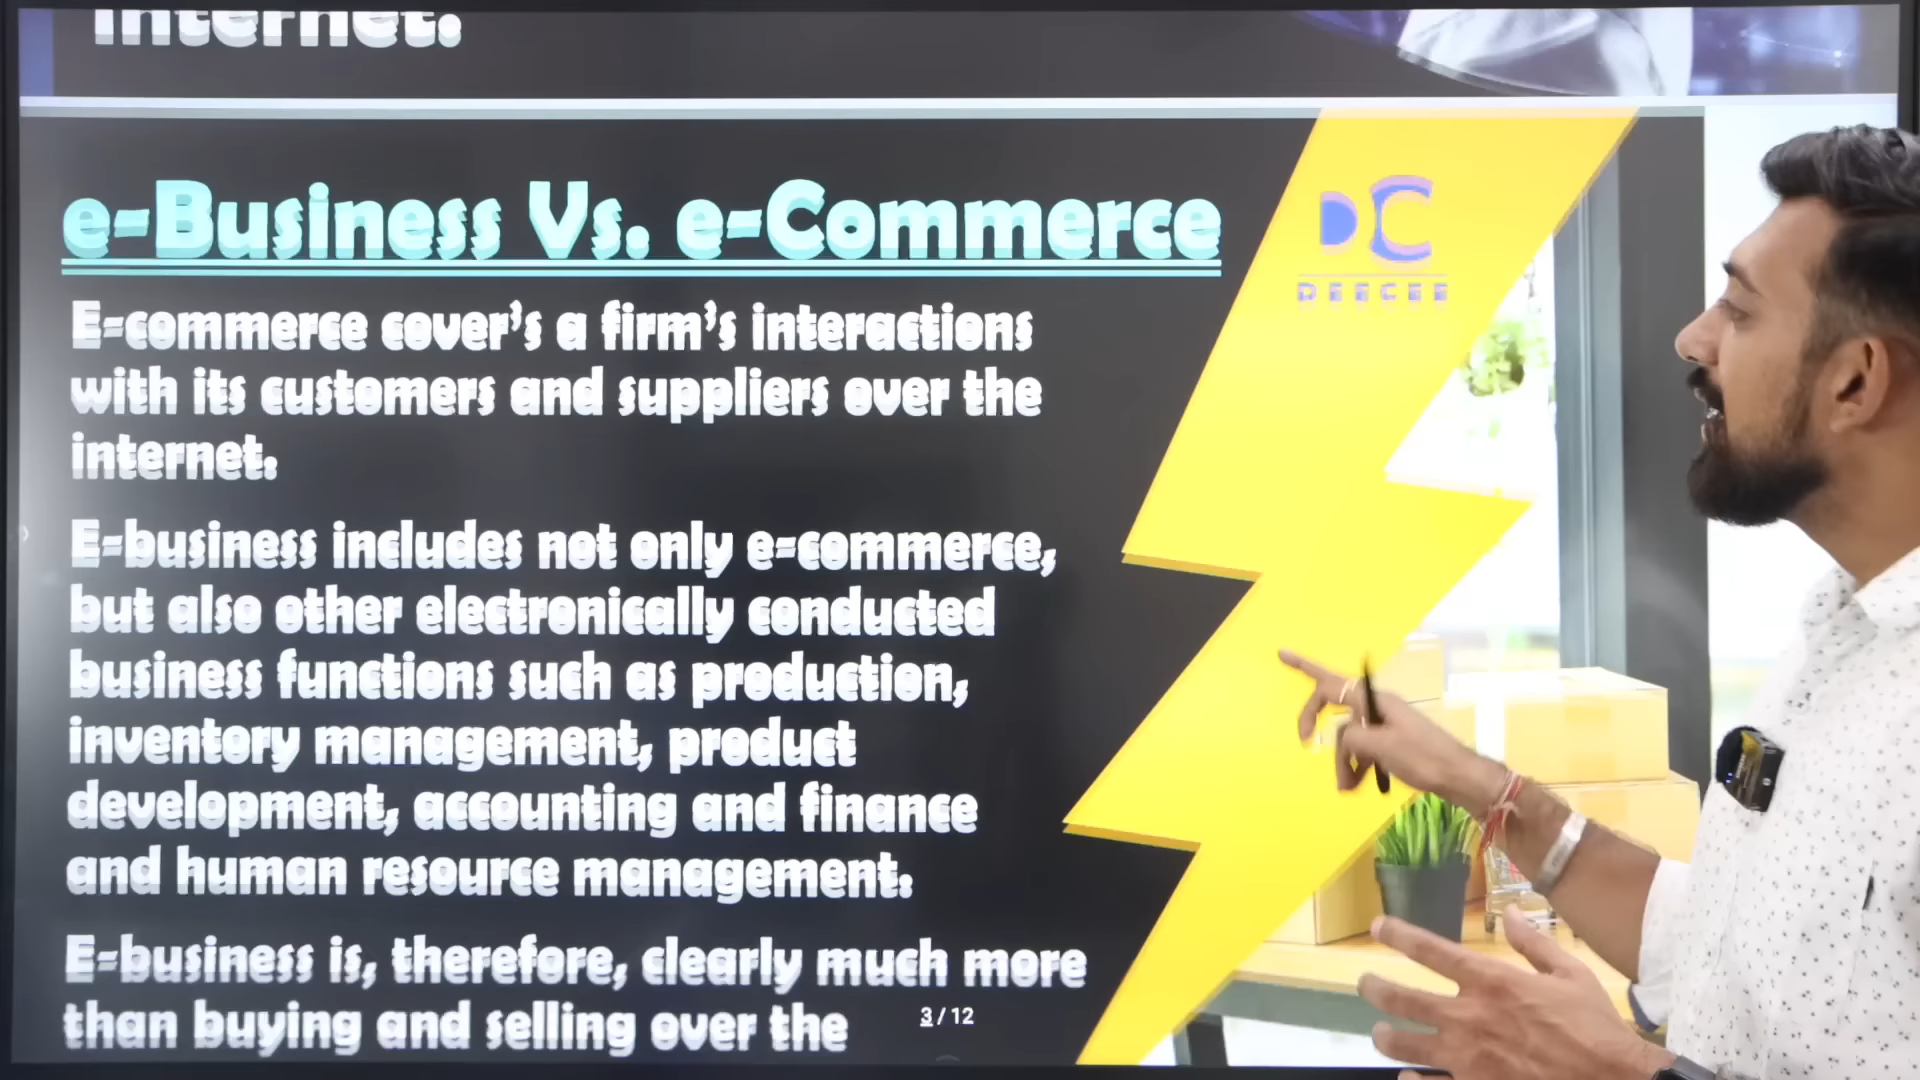 internet.
e-Business Vs. e-Commerce
DC
DEECEE
E-commerce cover's a firm's interactions
with its customers and suppliers over the
internet.
E-business includes not only e-commerce,
but also other electronically conducted
business functions such as production,
inventory management, product
development, accounting and finance
and human resource management.
E-business is, therefore, clearly much more
than buying and selling over the
3 / 12